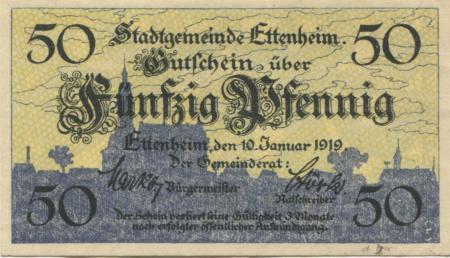 50 Stadtgemeinde Ettenheim. 50
Gutschein über
Fünfzig Pfennig
Ettenheim, den 10. Januar 1919.
Der Gemeinderat:
Bürgermeister
Ratschreiber
50 Der Schein verliert seine Gültigkeit 3 Monate 50
nach erfolgter öffentlicher Ankündigung.